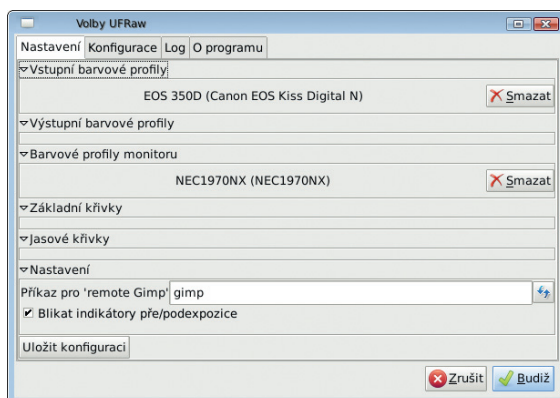 Volby UFRaw
Nastavení Konfigurace Log O programu
Vstupní barvové profily
EOS 350D (Canon EOS Kiss Digital N) Smazat
Výstupní barvové profily
Barvové profily monitoru
NEC1970NX (NEC1970NX) Smazat
Základní křivky
Jasové křivky
Nastavení
Příkaz pro 'remote Gimp' gimp
Blikat indikátory pře/podexpozice
Uložit konfiguraci
Zrušit Budiž